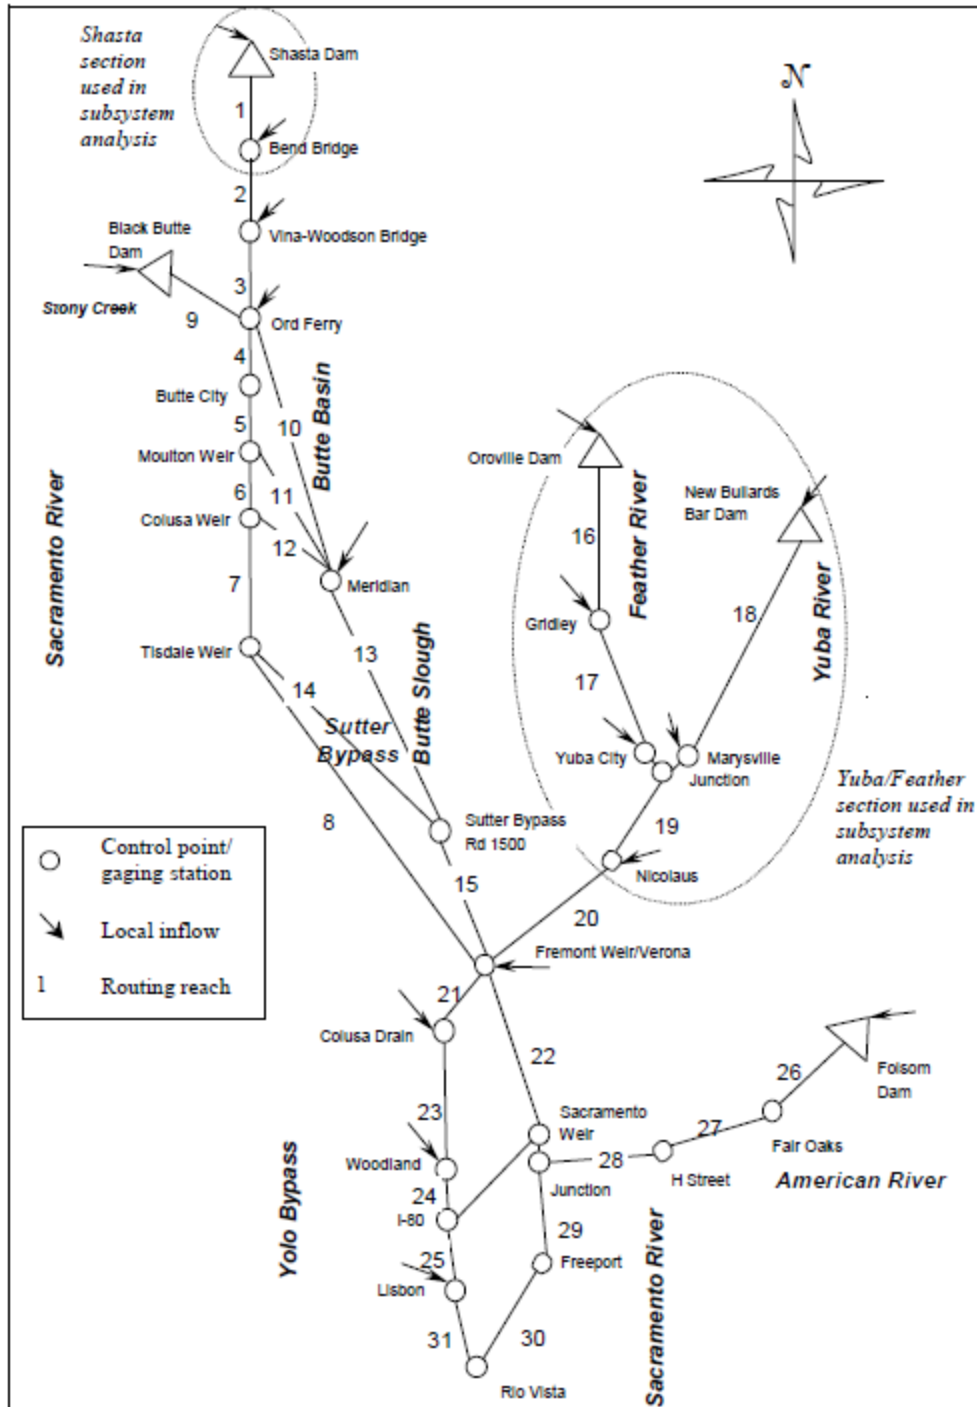 Shasta
section
used in
subsystem
analysis
Shasta Dam
1
Bend Bridge
N
2
Vina-Woodson Bridge
Black Butte
Dam
Stony Creek
3
9
Ord Ferry
4
Butte City
5
10
Butte Basin
Moulton Weir
11
6
Colusa Weir
12
Meridian
Sacramento River
7
Tisdale Weir
13
14
Sutter
Bypass
Butte Slough
8
Sutter Bypass
Rd 1500
15
Oroville Dam
Feather River
New Bullards
Bar Dam
16
Gridley
18
Yuba River
17
Yuba City
Marysville
Junction
19
Nicolaus
Yuba/Feather
section used in
subsystem
analysis
20
Fremont Weir/Verona
Control point/
gaging station
Local inflow
1
Routing reach
21
Colusa Drain
22
23
Sacramento
Weir
Woodland
24
I-80
Junction
28
H Street
27
Fair Oaks
26
Folsom
Dam
American River
Yolo Bypass
25
29
Freeport
Lisbon
31
30
Sacramento River
Rio Vista